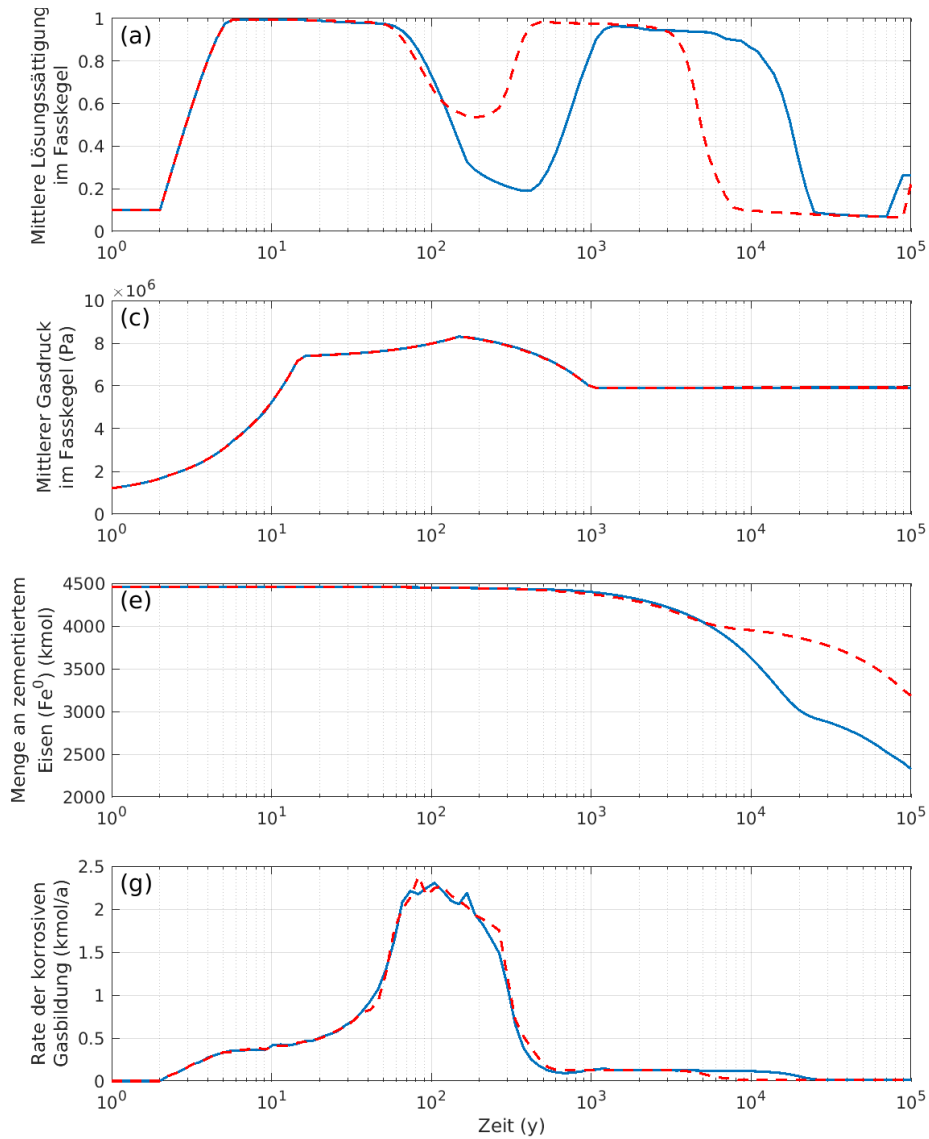 (a)
Mittlere Lösungssättigung
im Fasskegel
1
0.8
0.6
0.4
0.2
0
10^0 10^1 10^2 10^3 10^4 10^5
(c)
×10^6
Mittlerer Gasdruck
im Fasskegel (Pa)
10
8
6
4
2
0
10^0 10^1 10^2 10^3 10^4 10^5
(e)
Menge an zementiertem
Eisen (Fe^0) (kmol)
4500
4000
3500
3000
2500
2000
10^0 10^1 10^2 10^3 10^4 10^5
(g)
Rate der korrosiven
Gasbildung (kmol/a)
2.5
2
1.5
1
0.5
0
10^0 10^1 10^2 10^3 10^4 10^5
Zeit (y)